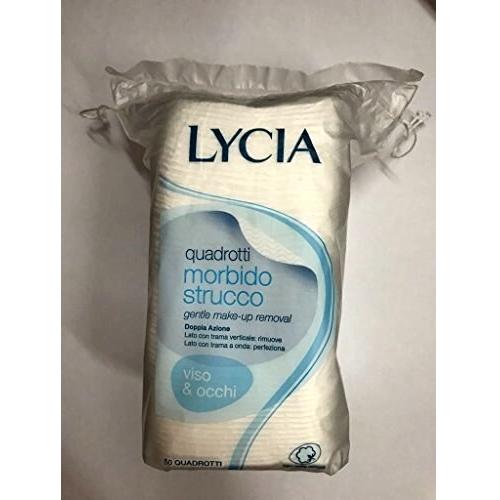 LYCIA
quadrotti
morbido
strucco
gentle make-up removal
Doppia Azione
Lato con trama verticale: rimuove
Lato con trama a onda: perfeziona
viso
& occhi
50 QUADROTTI